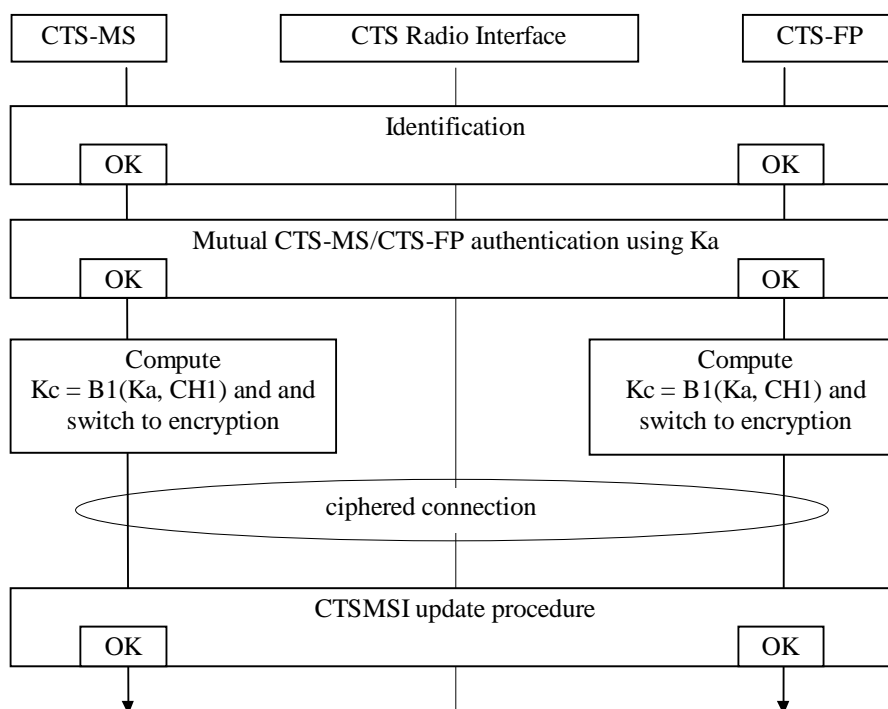 CTS-MS
CTS Radio Interface
CTS-FP
Identification
OK
OK
Mutual CTS-MS/CTS-FP authentication using Ka
OK
OK
Compute
Kc = B1(Ka, CH1) and and
switch to encryption
Compute
Kc = B1(Ka, CH1) and
switch to encryption
ciphered connection
CTSMSI update procedure
OK
OK